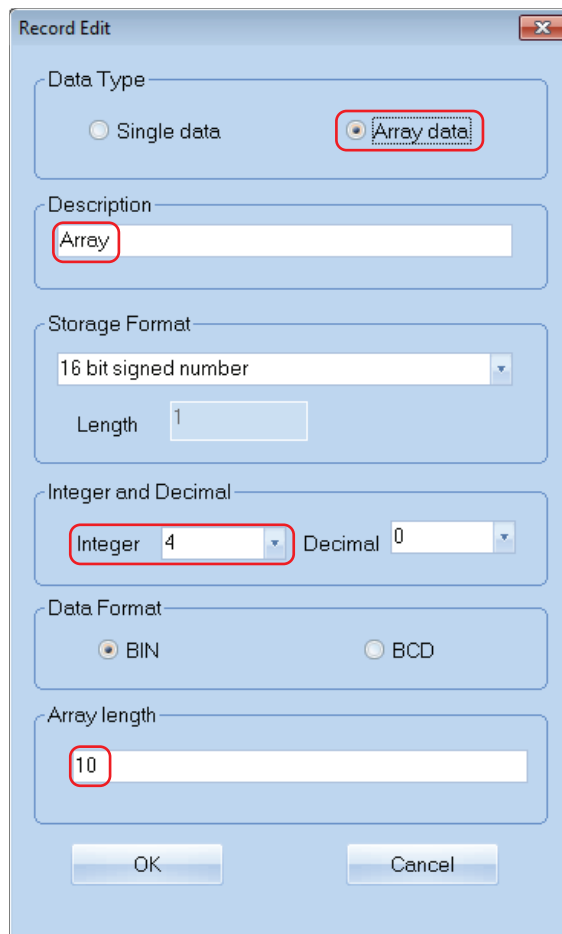 Record Edit
Data Type
Single data Array data
Description
Array
Storage Format
16 bit signed number
Length 1
Integer and Decimal
Integer 4 Decimal 0
Data Format
BIN BCD
Array length
10
OK Cancel